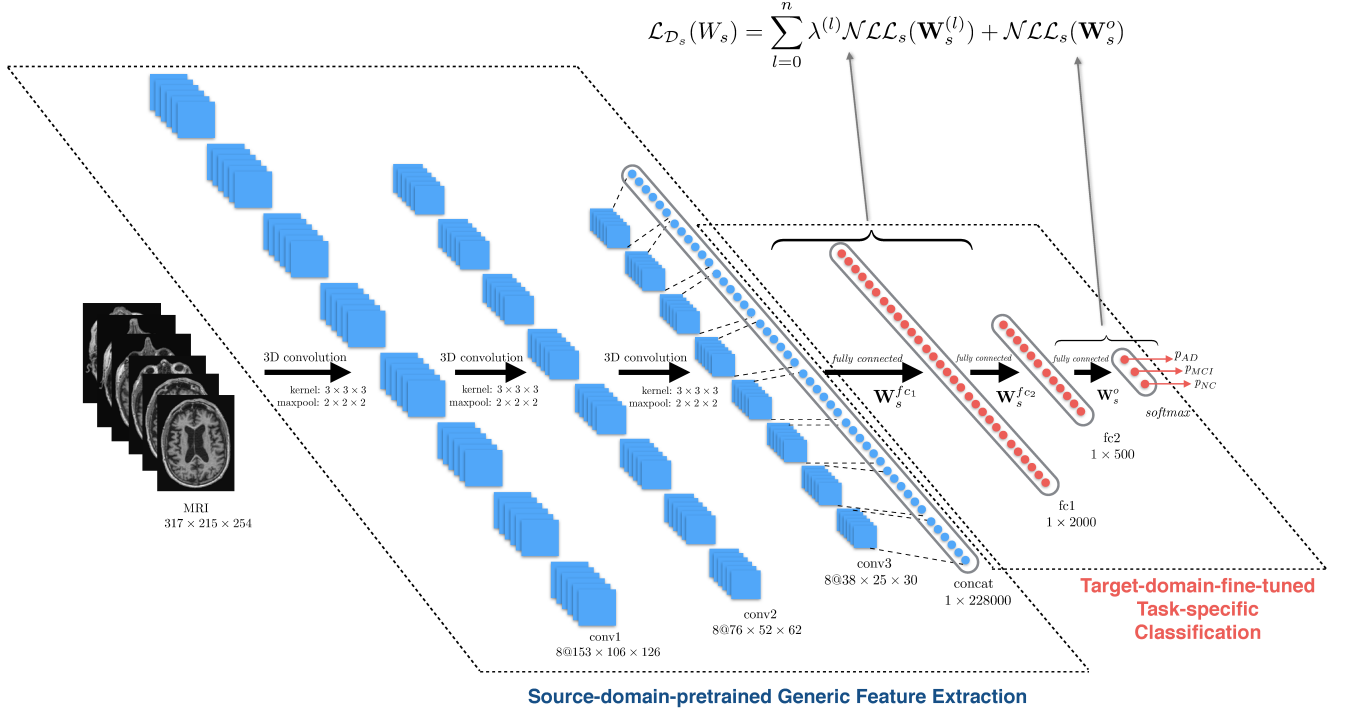 𝓛_{𝓓_s}(W_s) = ∑_{l=0}^{n} λ^{(l)}𝓝𝓛𝓛_s(𝐖_s^{(l)}) + 𝓝𝓛𝓛_s(𝐖_s^o)
MRI
317 × 215 × 254
3D convolution
kernel: 3 × 3 × 3
maxpool: 2 × 2 × 2
conv1
8@153 × 106 × 126
3D convolution
kernel: 3 × 3 × 3
maxpool: 2 × 2 × 2
conv2
8@76 × 52 × 62
3D convolution
kernel: 3 × 3 × 3
maxpool: 2 × 2 × 2
conv3
8@38 × 25 × 30
concat
1 × 228000
fully connected
𝐖_s^{fc_1}
fc1
1 × 2000
fully connected
𝐖_s^{fc_2}
fc2
1 × 500
fully connected
𝐖_s^o
p_{AD}
p_{MCI}
p_{NC}
softmax
Target-domain-fine-tuned
Task-specific
Classification
Source-domain-pretrained Generic Feature Extraction